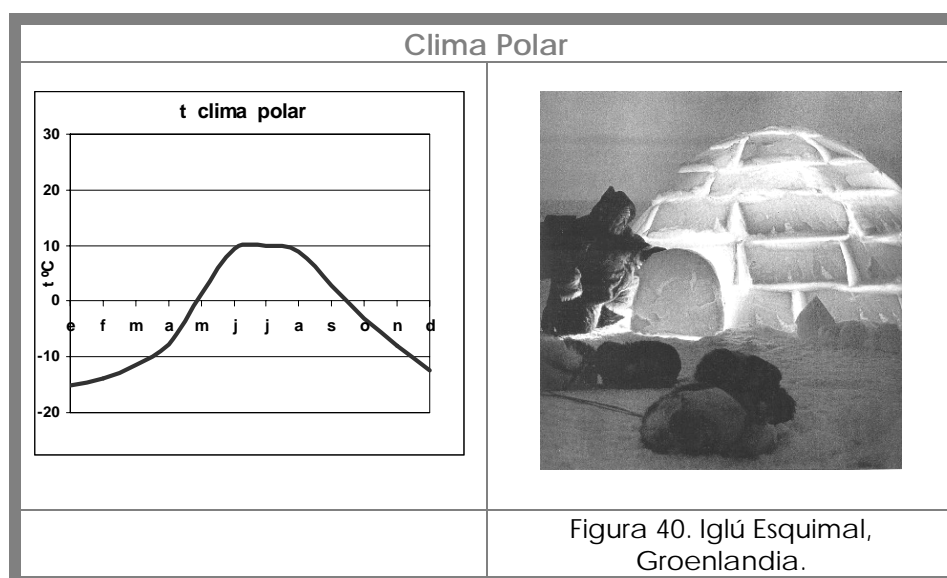 Clima Polar
t clima polar
30
20
10
0
-10
-20
t ºC
e f m a m j j a s o n d
Figura 40. Iglú Esquimal,
Groenlandia.